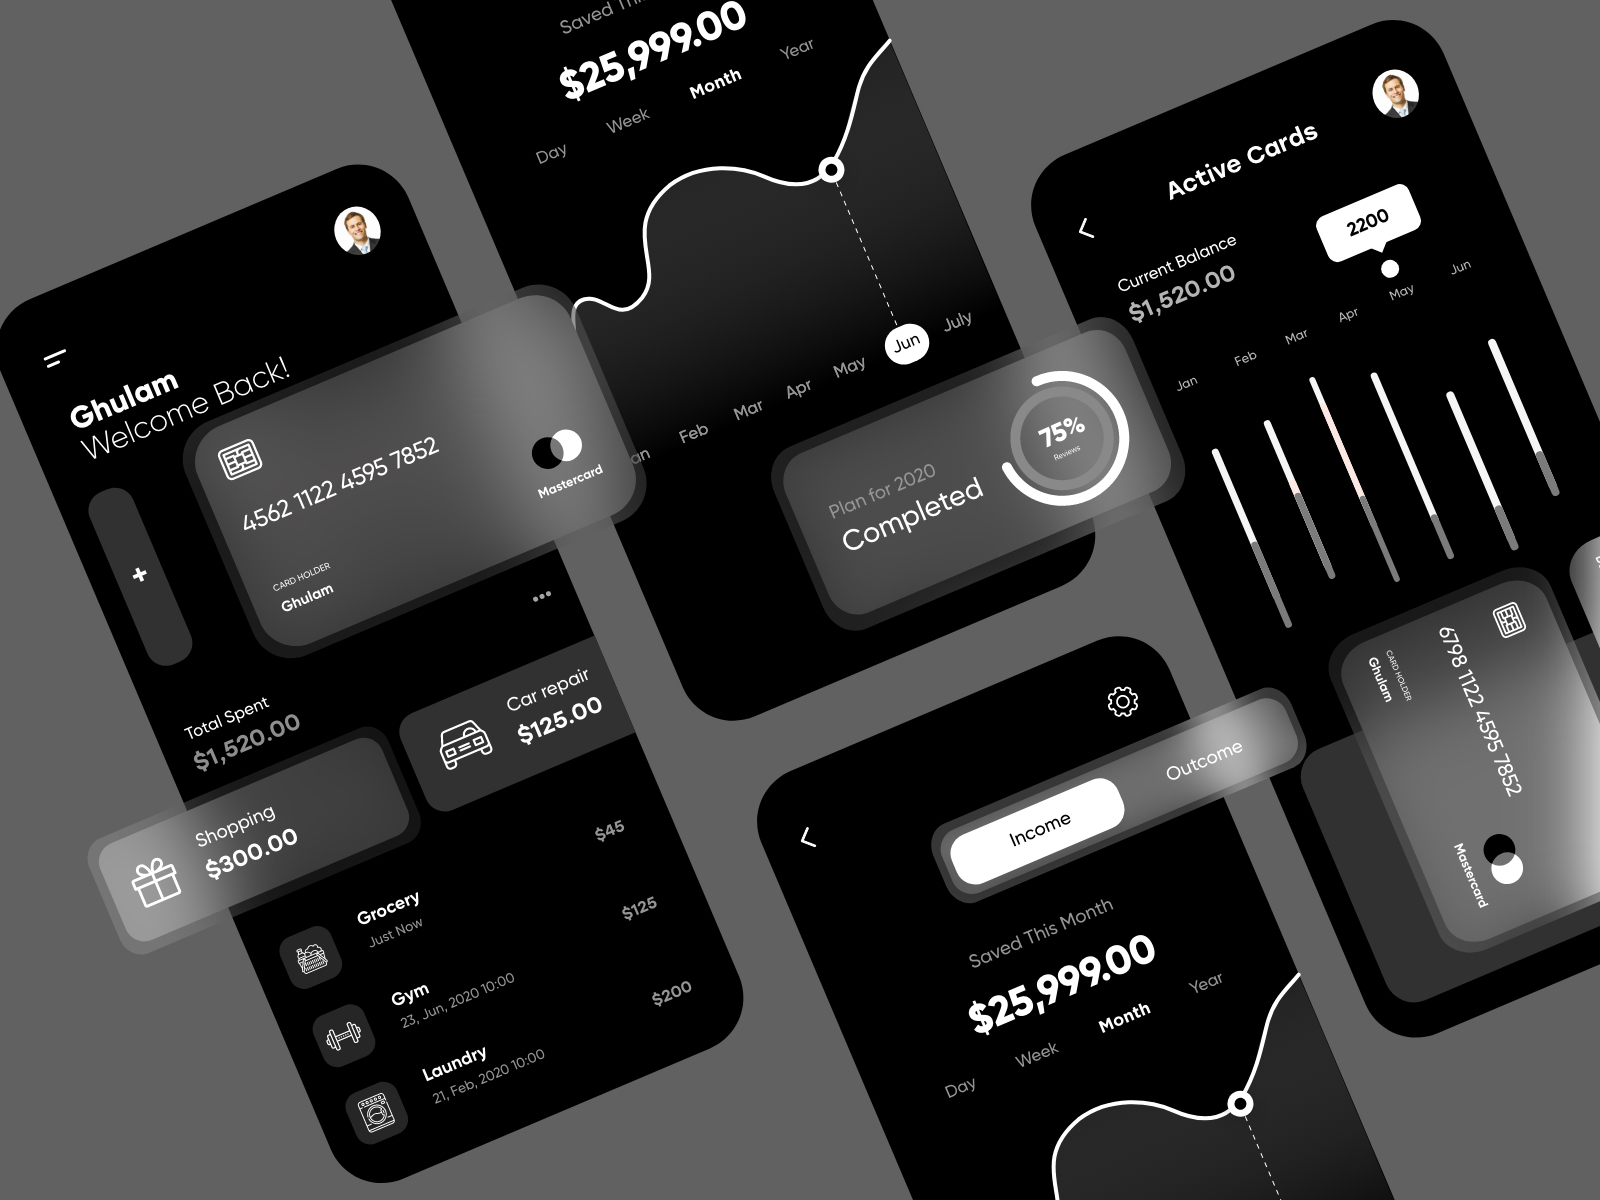 Ghulam
Welcome Back!
4562 1122 4595 7852
Mastercard
CARD HOLDER
Ghulam
+
Total Spent
$1,520.00
Shopping
$300.00
Car repair
$125.00
Grocery
Just Now
$45
Gym
23, Jun, 2020 10:00
$125
Laundry
21, Feb, 2020 10:00
$200
Saved This
$25,999.00
Day Week Month Year
Feb Mar Apr May Jun July
Plan for 2020
Completed
75%
Reviews
Income Outcome
Saved This Month
$25,999.00
Day Week Month Year
Active Cards
Current Balance
$1,520.00
2200
Jan Feb Mar Apr May Jun
6798 1122 4595 7852
CARD HOLDER
Ghulam
Mastercard